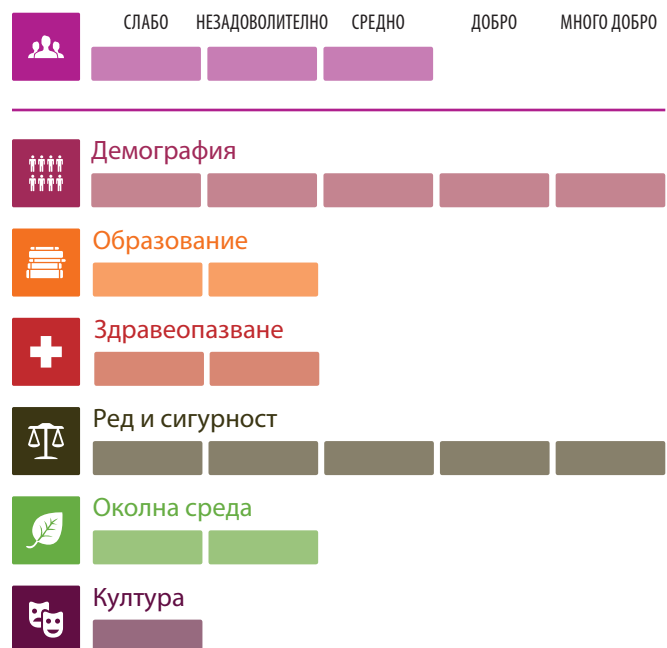 СЛАБО НЕЗАДОВОЛИТЕЛНО СРЕДНО ДОБРО МНОГО ДОБРО
Демография
Образование
Здравеопазване
Ред и сигурност
Околна среда
Култура